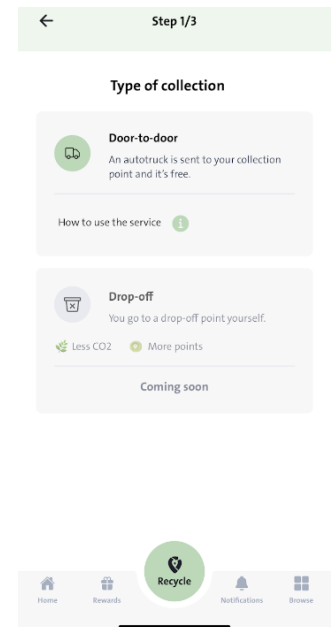 Step 1/3
Type of collection
Door-to-door
An autotruck is sent to your collection
point and it's free.
How to use the service
Drop-off
You go to a drop-off point yourself.
Less CO2 More points
Coming soon
Recycle
Home Rewards Notifications Browse